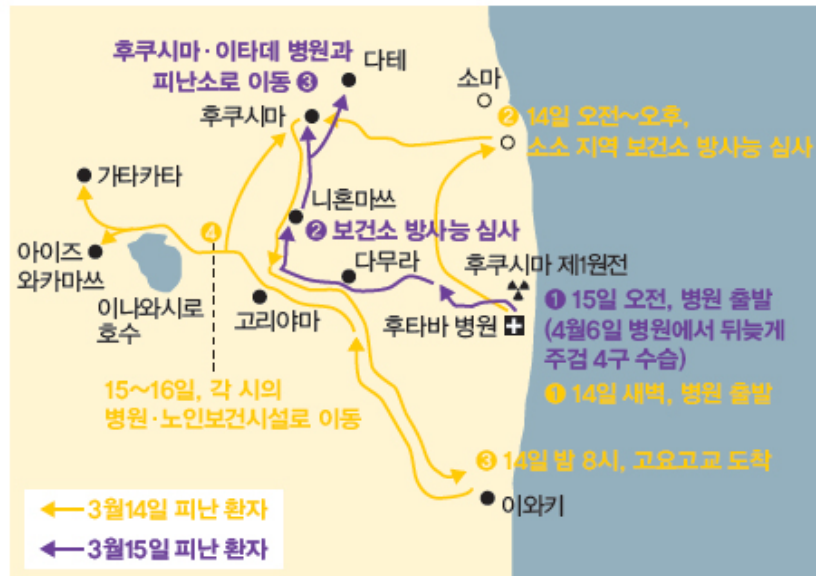 후쿠시마·이타데 병원과
피난소로 이동 ❸
다테
소마
후쿠시마
❷ 14일 오전~오후,
소소 지역 보건소 방사능 심사
가타카타
니혼마쓰
❹
❷ 보건소 방사능 심사
아이즈
와카마쓰
다무라
후쿠시마 제1원전
이나와시로
호수
고리야마
후타바 병원
❶ 15일 오전, 병원 출발
(4월6일 병원에서 뒤늦게
주검 4구 수습)
15~16일, 각 시의
병원·노인보건시설로 이동
❶ 14일 새벽, 병원 출발
❸ 14일 밤 8시, 고요고교 도착
이와키
3월14일 피난 환자
3월15일 피난 환자